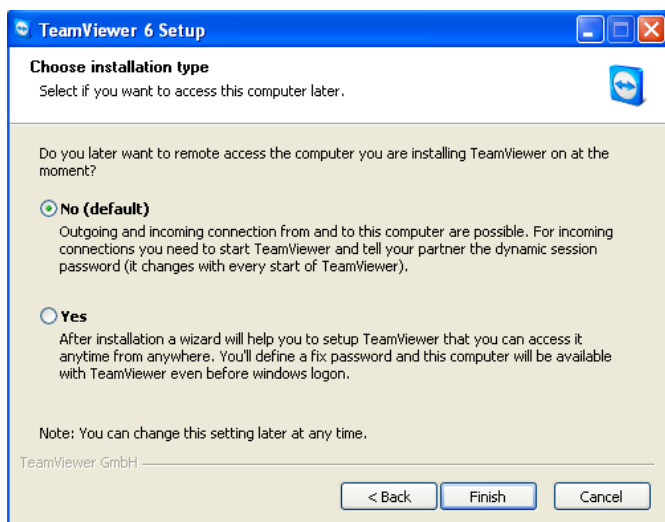 TeamViewer 6 Setup
Choose installation type
Select if you want to access this computer later.
Do you later want to remote access the computer you are installing TeamViewer on at the
moment?
No (default)
Outgoing and incoming connection from and to this computer are possible. For incoming
connections you need to start TeamViewer and tell your partner the dynamic session
password (it changes with every start of TeamViewer).
Yes
After installation a wizard will help you to setup TeamViewer that you can access it
anytime from anywhere. You'll define a fix password and this computer will be available
with TeamViewer even before windows logon.
Note: You can change this setting later at any time.
TeamViewer GmbH
< Back Finish Cancel